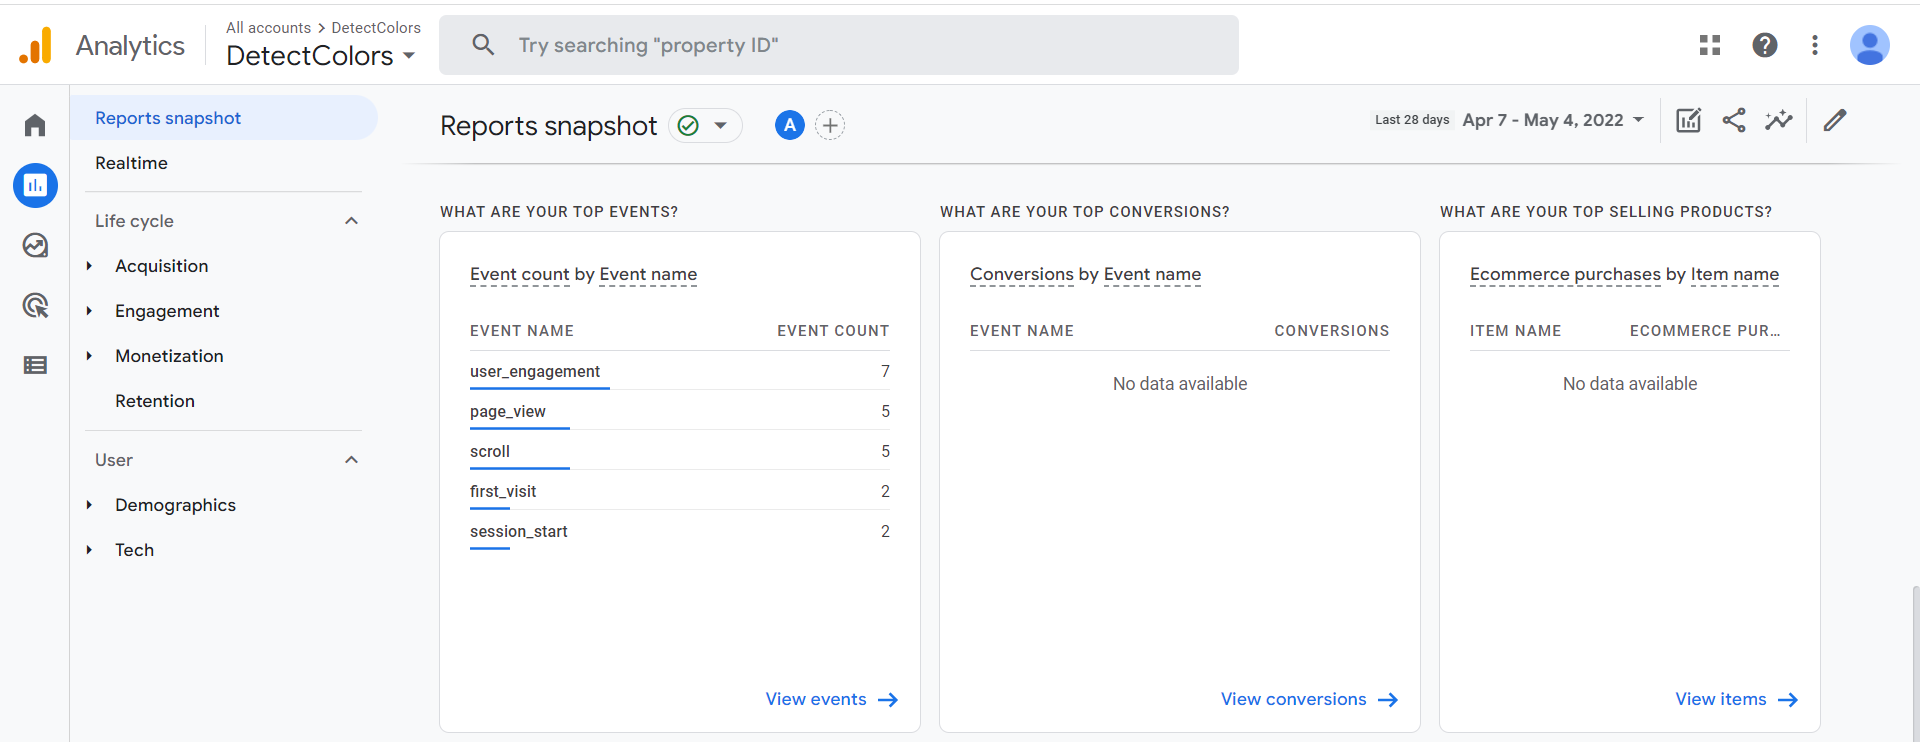 Analytics
All accounts > DetectColors
DetectColors
Try searching "property ID"
Reports snapshot
Realtime
Life cycle
Acquisition
Engagement
Monetization
Retention
User
Demographics
Tech
Reports snapshot
A
Last 28 days Apr 7 - May 4, 2022
WHAT ARE YOUR TOP EVENTS?
Event count by Event name
EVENT NAME EVENT COUNT
user_engagement 7
page_view 5
scroll 5
first_visit 2
session_start 2
View events
WHAT ARE YOUR TOP CONVERSIONS?
Conversions by Event name
EVENT NAME CONVERSIONS
No data available
View conversions
WHAT ARE YOUR TOP SELLING PRODUCTS?
Ecommerce purchases by Item name
ITEM NAME ECOMMERCE PUR...
No data available
View items